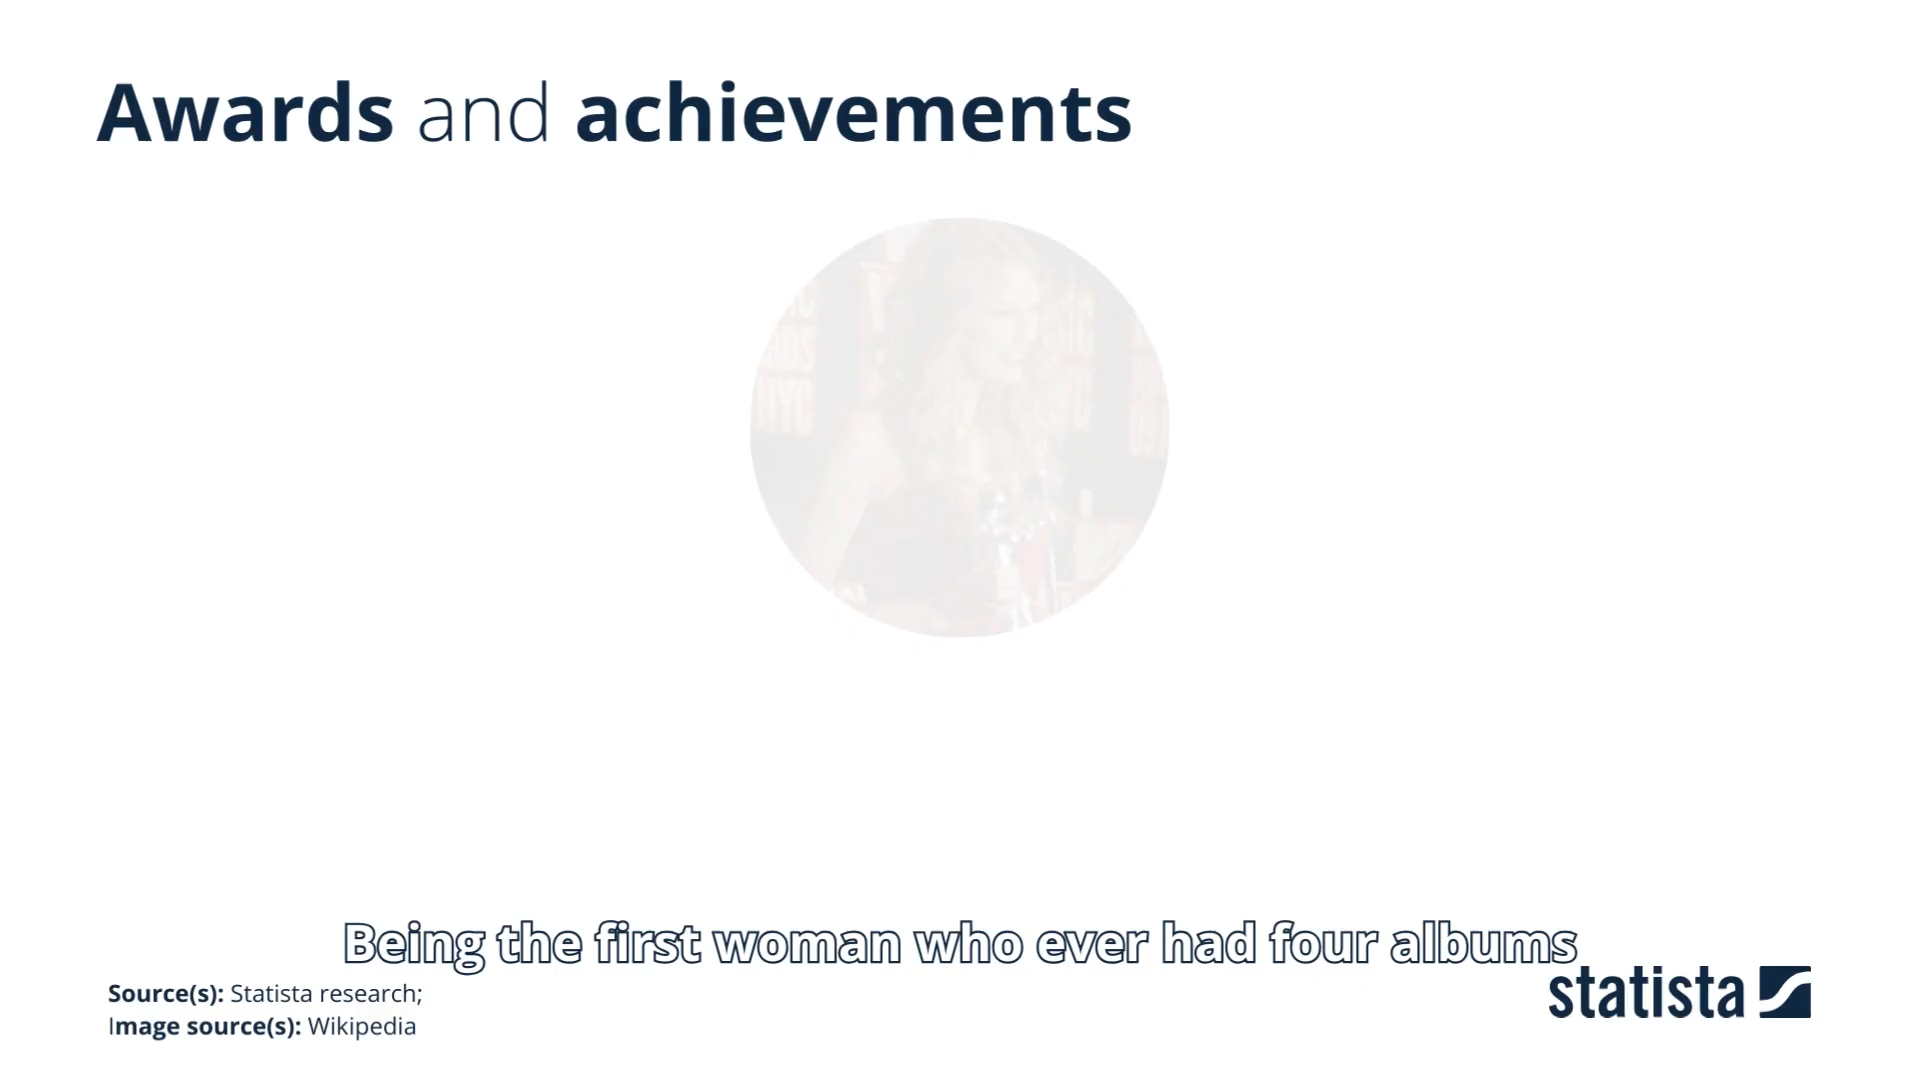 Awards and achievements
Being the first woman who ever had four albums
Source(s): Statista research;
Image source(s): Wikipedia
statista